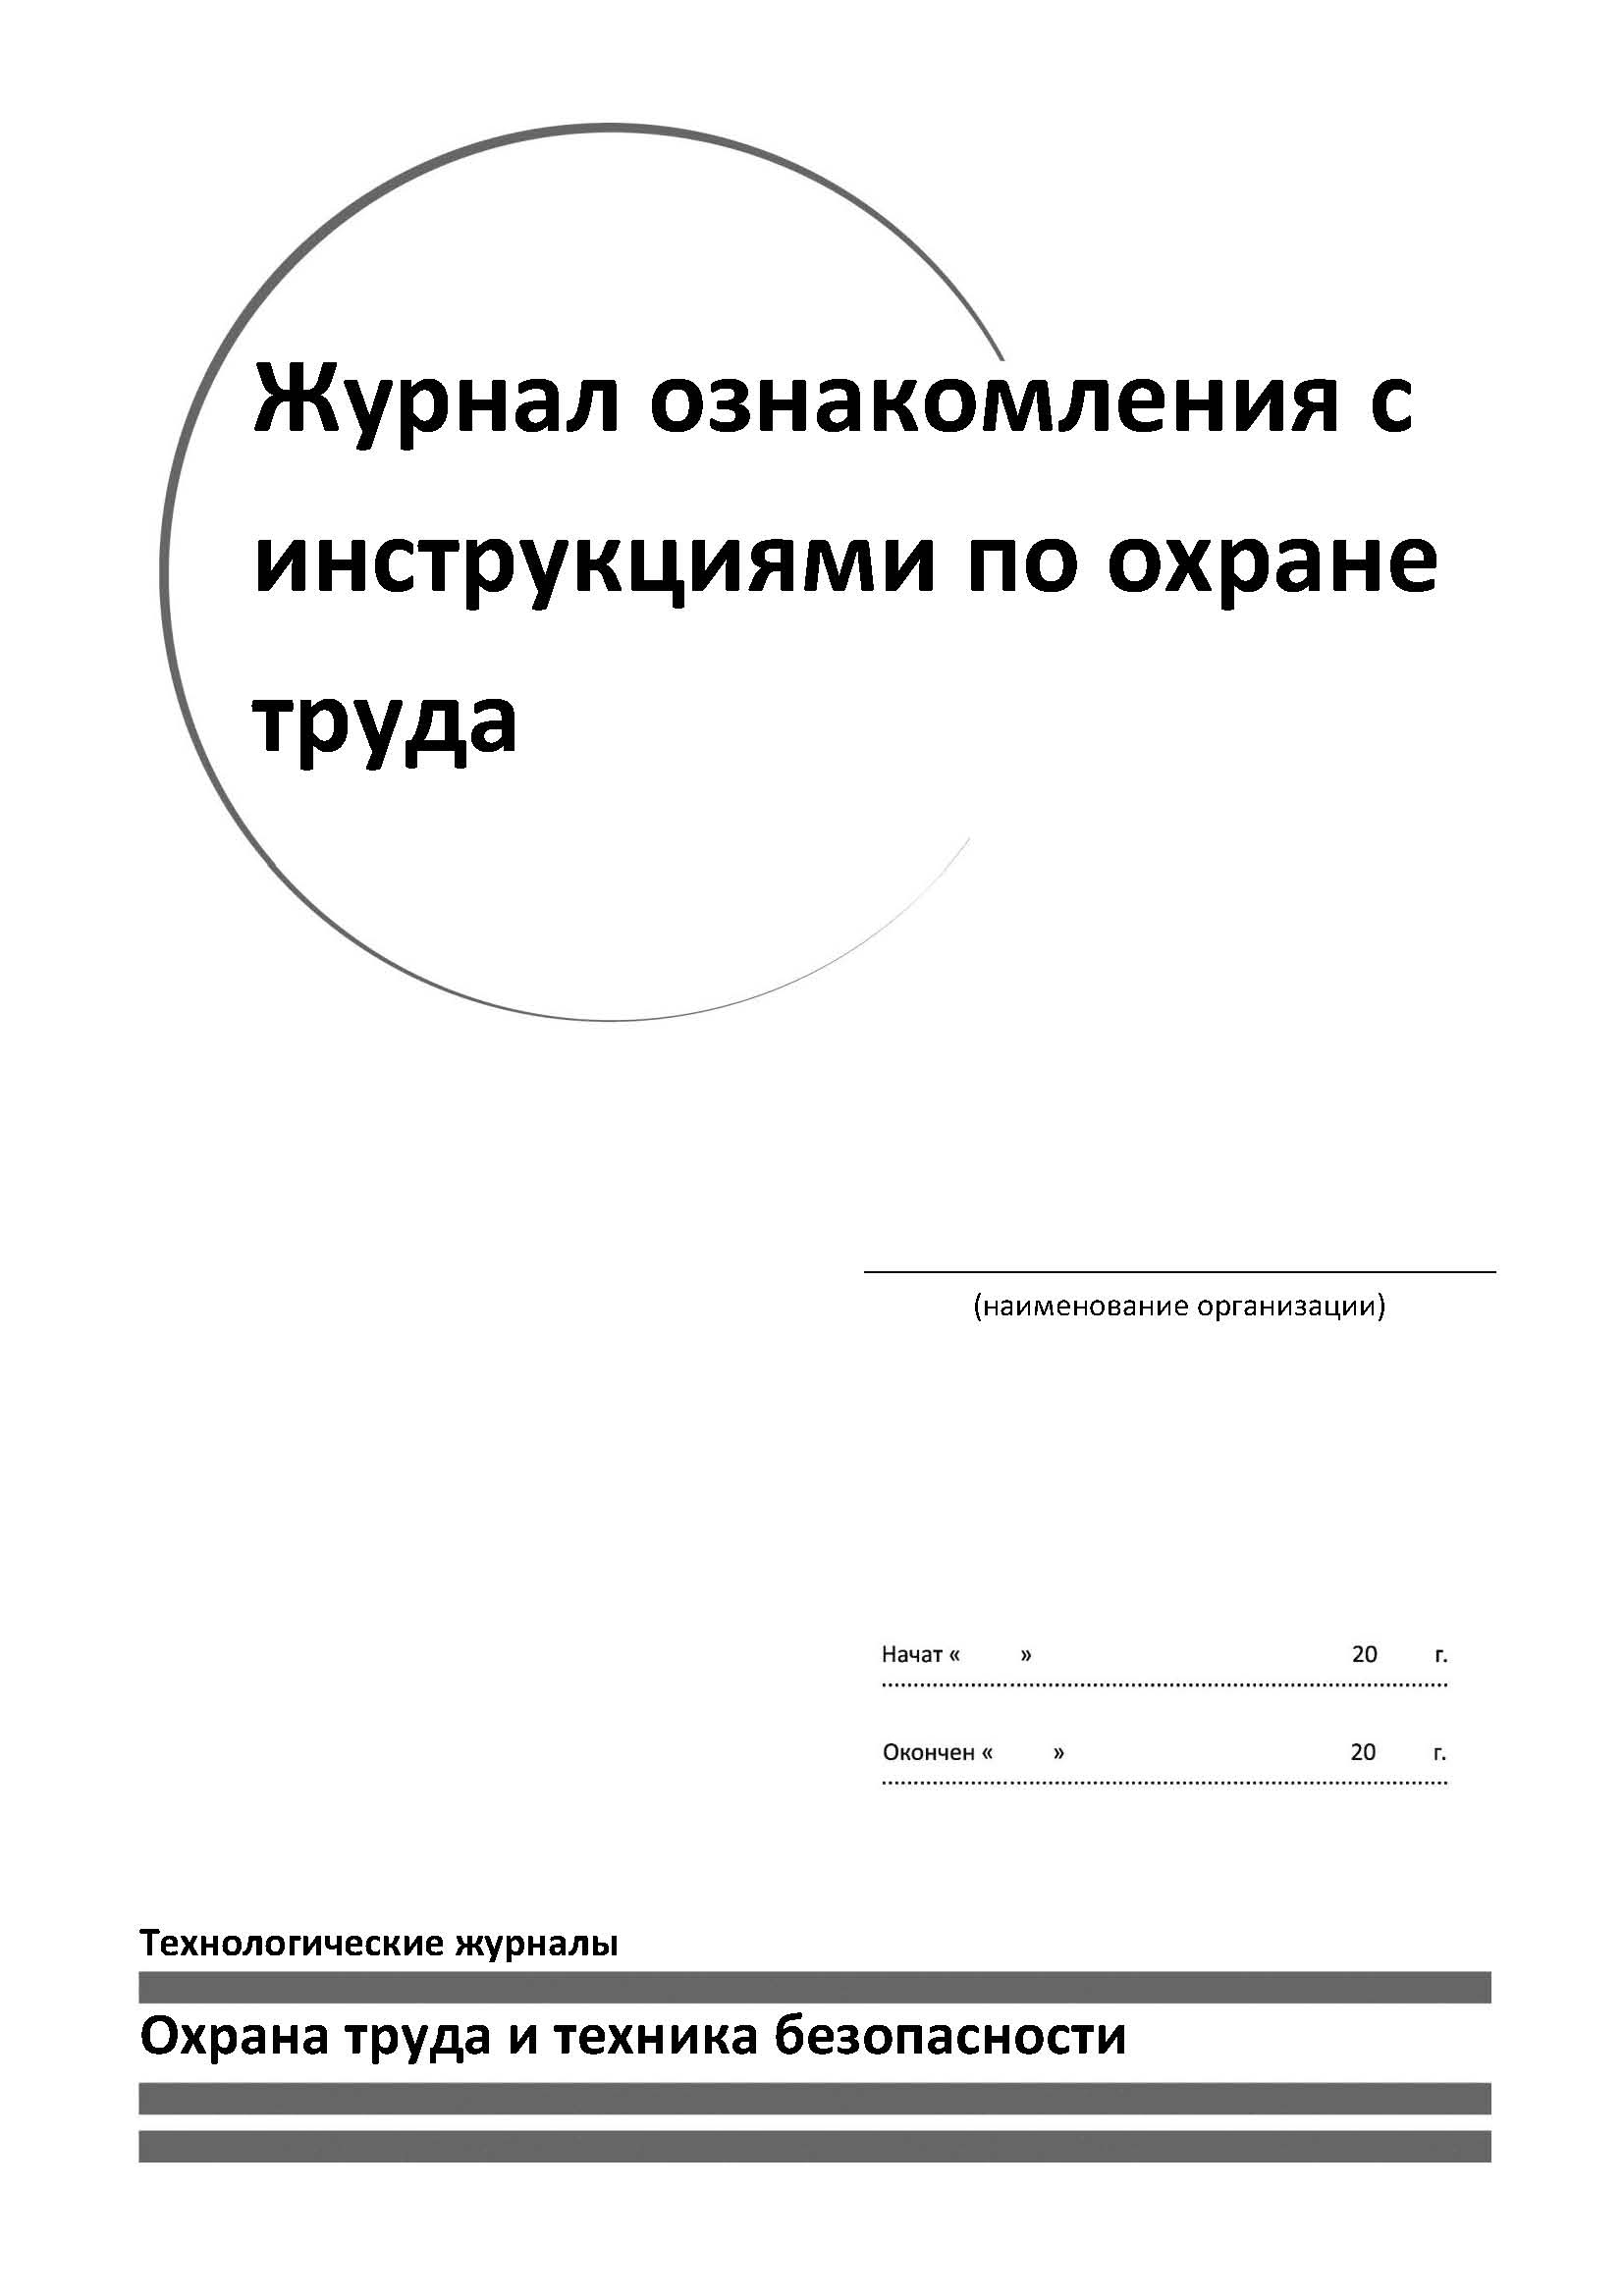 Журнал ознакомления с
инструкциями по охране
труда
(наименование организации)
Начат « » 20 г.
Окончен « » 20 г.
Технологические журналы
Охрана труда и техника безопасности